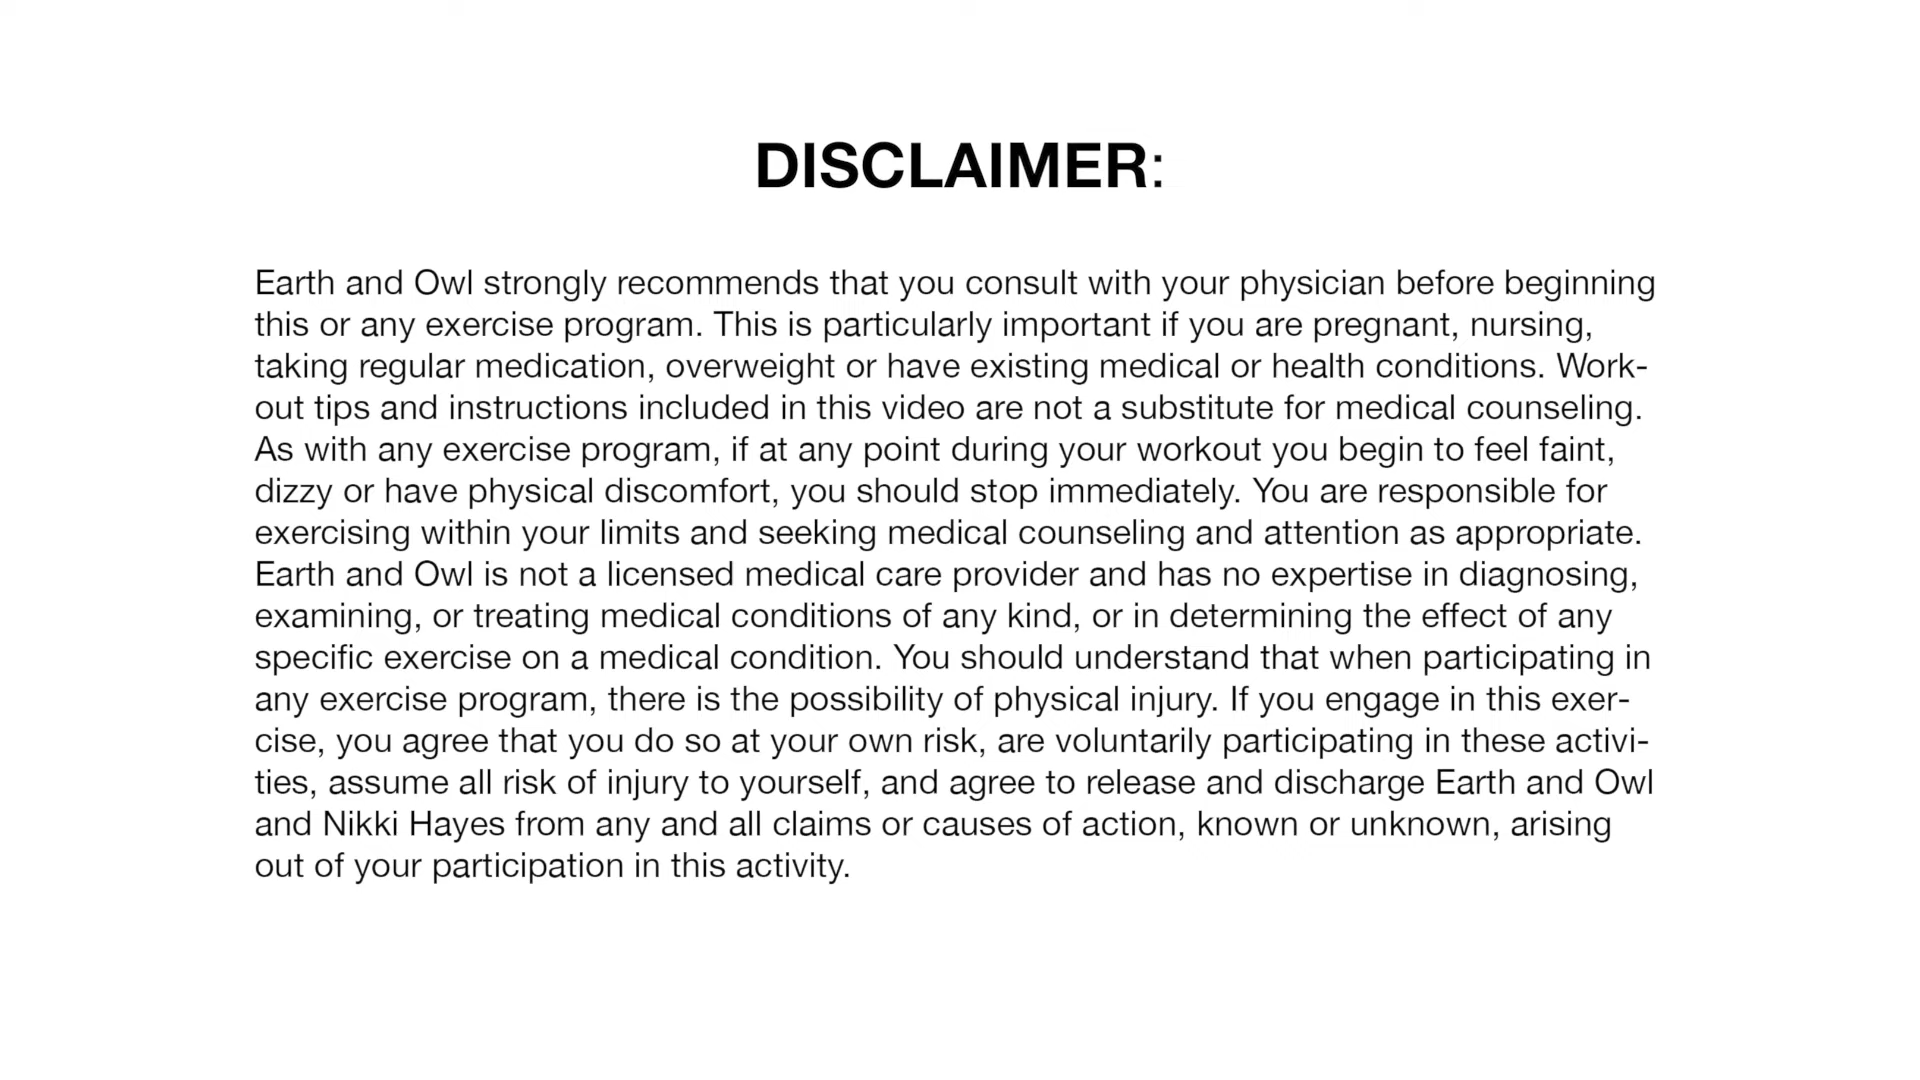 DISCLAIMER:
Earth and Owl strongly recommends that you consult with your physician before beginning
this or any exercise program. This is particularly important if you are pregnant, nursing,
taking regular medication, overweight or have existing medical or health conditions. Work-
out tips and instructions included in this video are not a substitute for medical counseling.
As with any exercise program, if at any point during your workout you begin to feel faint,
dizzy or have physical discomfort, you should stop immediately. You are responsible for
exercising within your limits and seeking medical counseling and attention as appropriate.
Earth and Owl is not a licensed medical care provider and has no expertise in diagnosing,
examining, or treating medical conditions of any kind, or in determining the effect of any
specific exercise on a medical condition. You should understand that when participating in
any exercise program, there is the possibility of physical injury. If you engage in this exer-
cise, you agree that you do so at your own risk, are voluntarily participating in these activi-
ties, assume all risk of injury to yourself, and agree to release and discharge Earth and Owl
and Nikki Hayes from any and all claims or causes of action, known or unknown, arising
out of your participation in this activity.